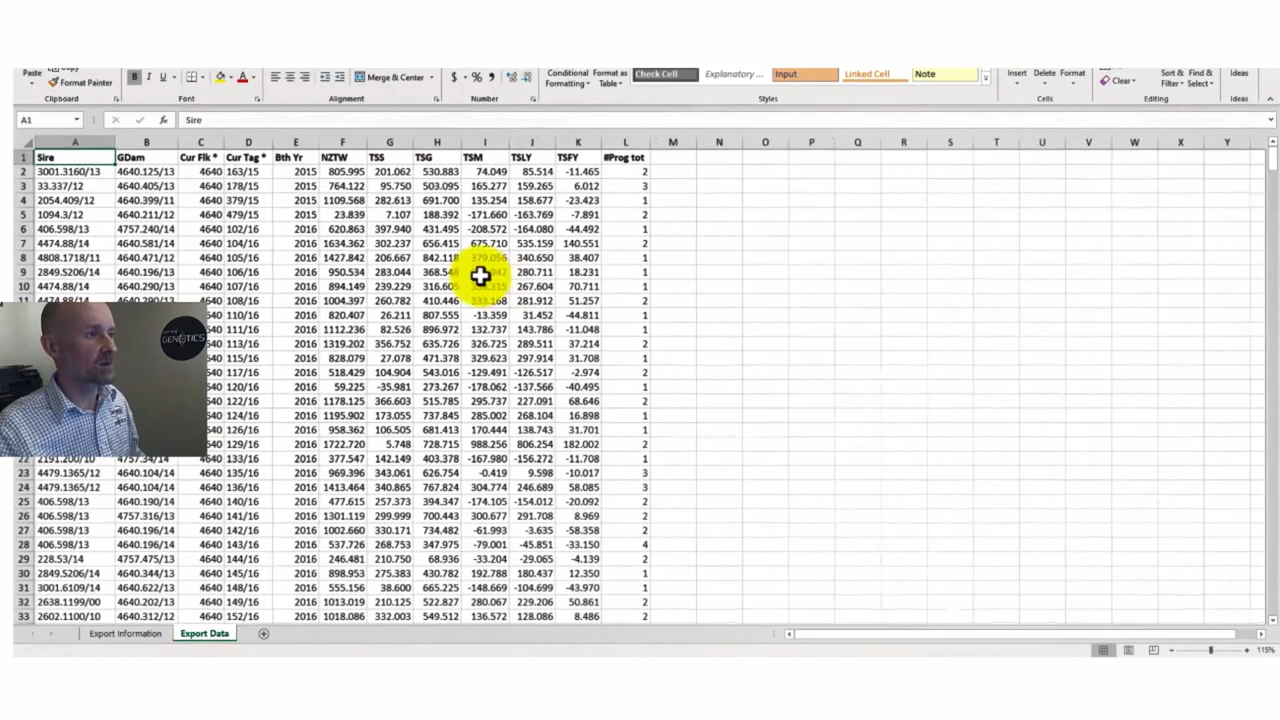 Paste Copy Format Painter B I U A Merge & Center $ % Conditional Formatting Format as Table Check Cell Explanatory ... Input Linked Cell Note Insert Delete Format Clear Sort & Filter Find & Select Ideas
Clipboard Font Alignment Number Styles Cells Editing Ideas
A1 Sire
A B C D E F G H I J K L M N O P Q R S T U V W X Y
1 Sire GDam Cur Flk * Cur Tag * Bth Yr NZTW TSS TSG TSM TSLY TSFY #Prog tot
2 3001.3160/13 4640.125/13 4640 163/15 2015 805.995 201.062 530.883 74.049 85.514 -11.465 2
3 33.337/12 4640.405/13 4640 178/15 2015 764.122 95.750 503.095 165.277 159.265 6.012 3
4 2054.409/12 4640.399/11 4640 379/15 2015 1109.568 282.613 691.700 135.254 158.677 -23.423 1
5 1094.3/12 4640.211/12 4640 479/15 2015 23.839 7.107 188.392 -171.660 -163.769 -7.891 2
6 406.598/13 4757.240/14 4640 102/16 2016 620.863 397.940 431.495 -208.572 -164.080 -44.492 1
7 4474.88/14 4640.581/14 4640 104/16 2016 1634.362 302.237 656.415 675.710 535.159 140.551 2
8 4808.1718/11 4640.471/12 4640 105/16 2016 1427.842 206.667 842.118 379.056 340.650 38.407 1
9 2849.S206/14 4640.196/13 4640 106/16 2016 950.534 283.044 368.548 280.711 18.231 1
10 4474.88/14 4640.290/13 4640 107/16 2016 894.149 239.229 316.605 267.604 70.711 1
11 4474.88/14 4640.290/13 4640 108/16 2016 1004.397 260.782 410.446 333.168 281.912 51.257 2
110/16 2016 820.407 26.211 807.555 -13.359 31.452 -44.811 1
GENETICS 640 111/16 2016 1112.236 82.526 896.972 132.737 143.786 -11.048 1
640 113/16 2016 1319.202 356.752 635.726 326.725 289.511 37.214 2
640 115/16 2016 828.079 27.078 471.378 329.623 297.914 31.708 1
640 117/16 2016 518.429 104.904 543.016 -129.491 -126.517 -2.974 2
640 120/16 2016 59.225 -35.981 273.267 -178.062 -137.566 -40.495 1
640 122/16 2016 1178.125 366.603 515.785 295.737 227.091 68.646 2
640 124/16 2016 1195.902 173.055 737.845 285.002 268.104 16.898 1
640 126/16 2016 958.362 106.505 681.413 170.444 138.743 31.701 1
640 129/16 2016 1722.720 5.748 728.715 988.256 806.254 182.002 2
22 2191.200/10 4757.34/14 4640 133/16 2016 377.547 142.149 403.378 -167.980 -156.272 -11.708 1
23 4479.1365/12 4640.104/14 4640 135/16 2016 969.396 343.061 626.754 -0.419 9.598 -10.017 3
24 4479.1365/12 4640.104/14 4640 136/16 2016 1413.464 340.865 767.824 304.774 246.689 58.085 3
25 406.598/13 4640.190/14 4640 140/16 2016 477.615 257.373 394.347 -174.105 -154.012 -20.092 2
26 406.598/13 4757.316/13 4640 141/16 2016 1301.119 299.999 700.443 300.677 291.708 8.969 2
27 406.598/13 4640.196/14 4640 142/16 2016 1002.660 330.171 734.482 -61.993 -3.635 -58.358 2
28 406.598/13 4640.196/14 4640 143/16 2016 537.726 268.753 347.975 -79.001 -45.851 -33.150 4
29 228.53/14 4757.475/13 4640 144/16 2016 246.481 210.750 68.936 -33.204 -29.065 -4.139 2
30 2849.S206/14 4640.344/13 4640 145/16 2016 898.953 275.383 430.782 192.788 180.437 12.350 1
31 3001.6109/14 4640.622/13 4640 148/16 2016 555.156 38.600 665.225 -148.669 -104.699 -43.970 1
32 2638.1199/00 4640.202/13 4640 149/16 2016 1013.019 210.125 522.827 280.067 229.206 50.861 2
33 2602.1100/10 4640.312/12 4640 152/16 2016 1018.086 332.003 549.512 136.572 128.086 8.486 2
Export Information Export Data
115%